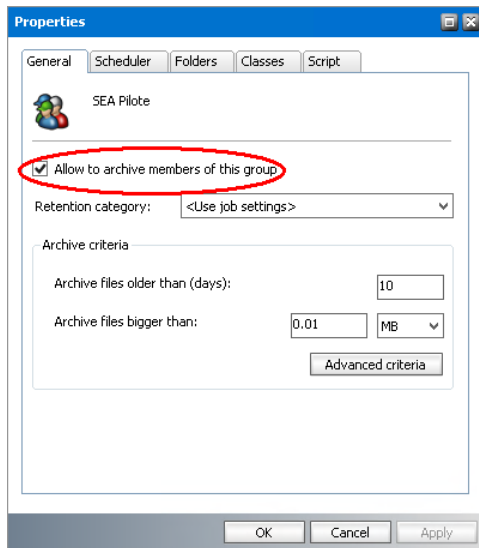 Properties
General Scheduler Folders Classes Script
SEA Pilote
Allow to archive members of this group
Retention category: <Use job settings>
Archive criteria
Archive files older than (days): 10
Archive files bigger than: 0.01 MB
Advanced criteria
OK Cancel Apply